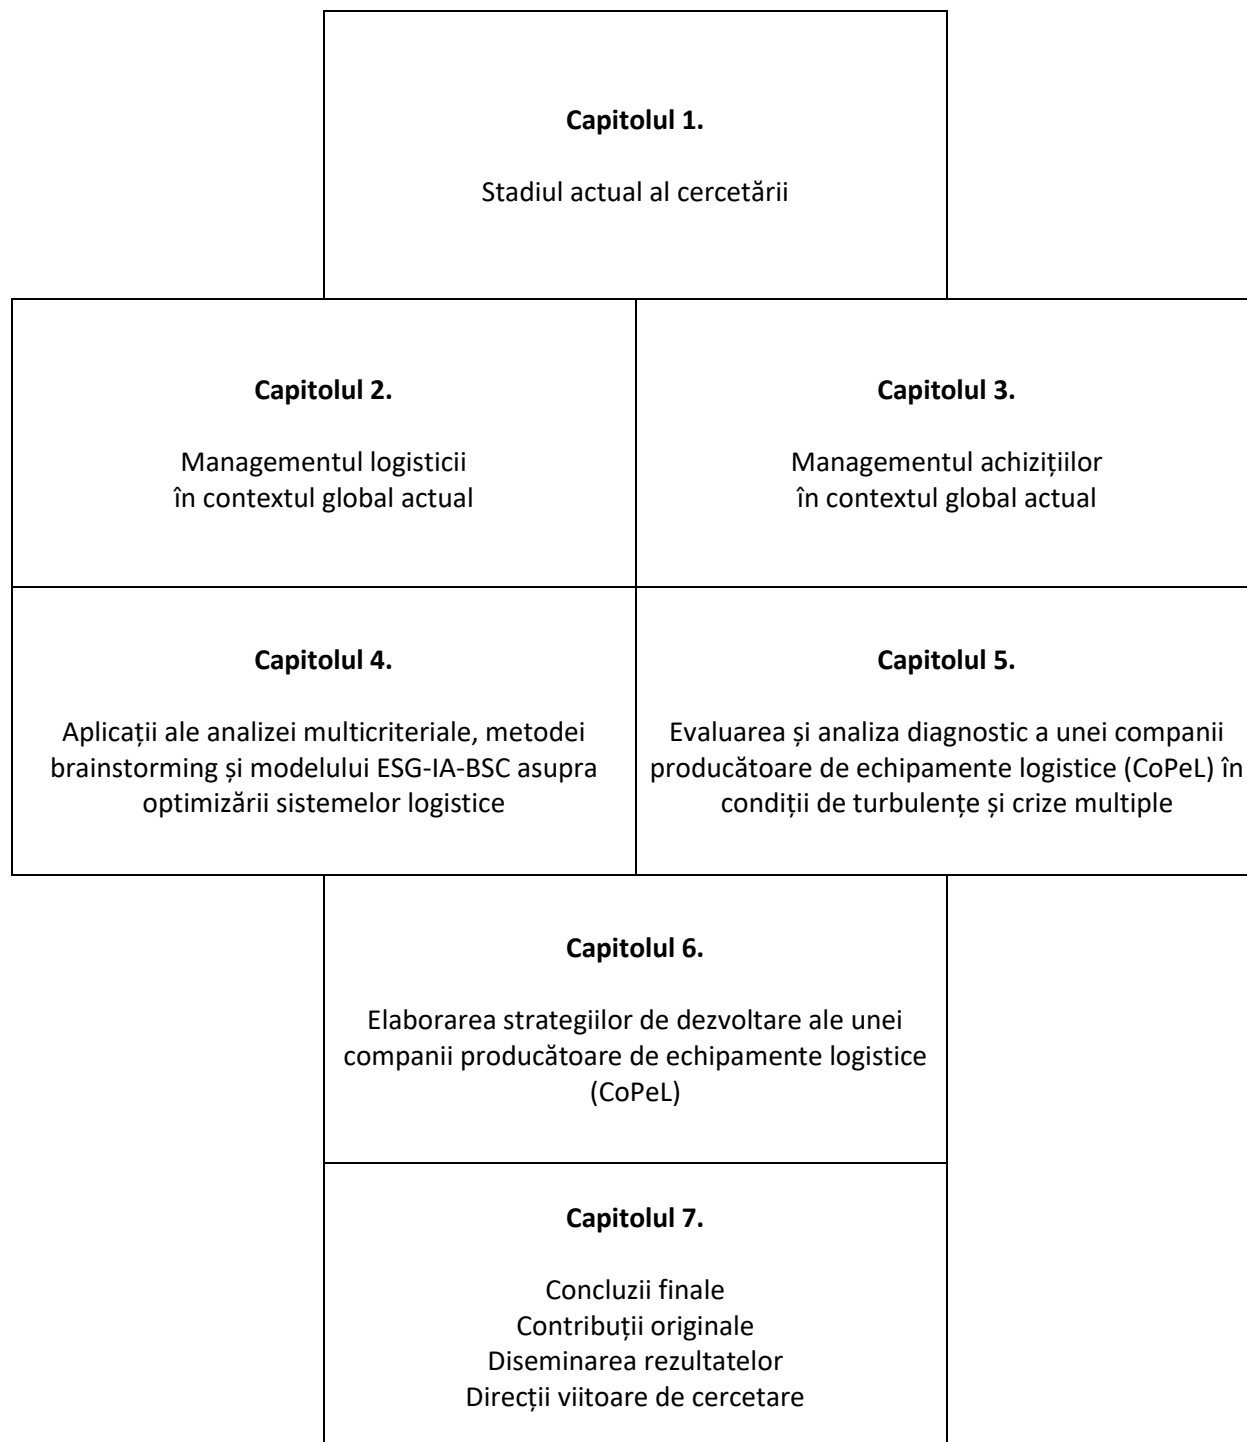 Capitolul 1.
Stadiul actual al cercetării
Capitolul 2.
Managementul logisticii
în contextul global actual
Capitolul 3.
Managementul achizițiilor
în contextul global actual
Capitolul 4.
Aplicații ale analizei multicriteriale, metodei
brainstorming și modelului ESG-IA-BSC asupra
optimizării sistemelor logistice
Capitolul 5.
Evaluarea și analiza diagnostic a unei companii
producătoare de echipamente logistice (CoPeL) în
condiții de turbulențe și crize multiple
Capitolul 6.
Elaborarea strategiilor de dezvoltare ale unei
companii producătoare de echipamente logistice
(CoPeL)
Capitolul 7.
Concluzii finale
Contribuții originale
Diseminarea rezultatelor
Direcții viitoare de cercetare